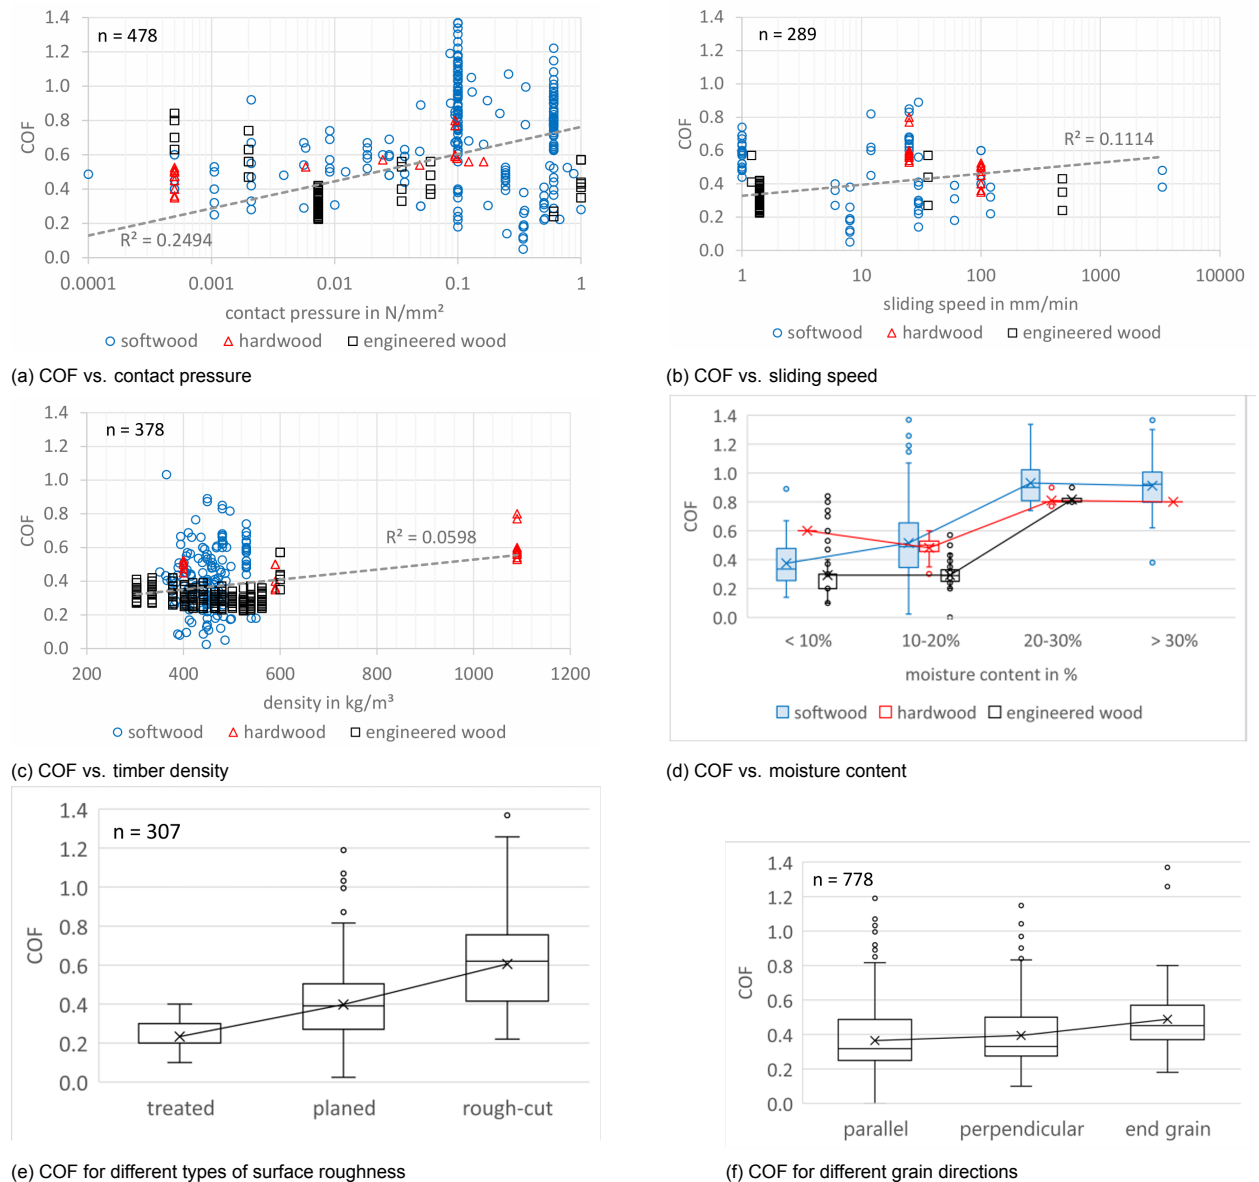 n = 478
COF
1.4
1.2
1.0
0.8
0.6
0.4
0.2
0.0
R² = 0.2494
0.0001
0.001
0.01
0.1
1
contact pressure in N/mm²
softwood
hardwood
engineered wood
(a) COF vs. contact pressure
n = 289
COF
1.4
1.2
1.0
0.8
0.6
0.4
0.2
0.0
R² = 0.1114
1
10
100
1000
10000
sliding speed in mm/min
softwood
hardwood
engineered wood
(b) COF vs. sliding speed
n = 378
COF
1.4
1.2
1.0
0.8
0.6
0.4
0.2
0.0
R² = 0.0598
200
400
600
800
1000
1200
density in kg/m³
softwood
hardwood
engineered wood
(c) COF vs. timber density
COF
1.4
1.2
1.0
0.8
0.6
0.4
0.2
0.0
< 10%
10-20%
20-30%
> 30%
moisture content in %
softwood
hardwood
engineered wood
(d) COF vs. moisture content
n = 307
COF
1.4
1.2
1.0
0.8
0.6
0.4
0.2
0.0
treated
planed
rough-cut
(e) COF for different types of surface roughness
n = 778
COF
1.4
1.2
1.0
0.8
0.6
0.4
0.2
0.0
parallel
perpendicular
end grain
(f) COF for different grain directions